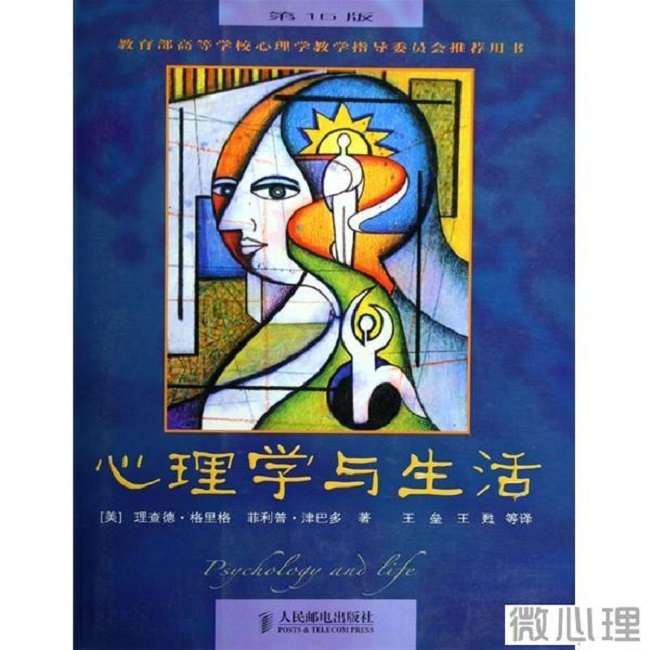 第16版
教育部高等学校心理学教学指导委员会推荐用书
心理学与生活
[美] 理查德·格里格 菲利普·津巴多 著 王垒 王甦 等译
Psychology and life
人民邮电出版社
POSTS & TELECOM PRESS
微心理